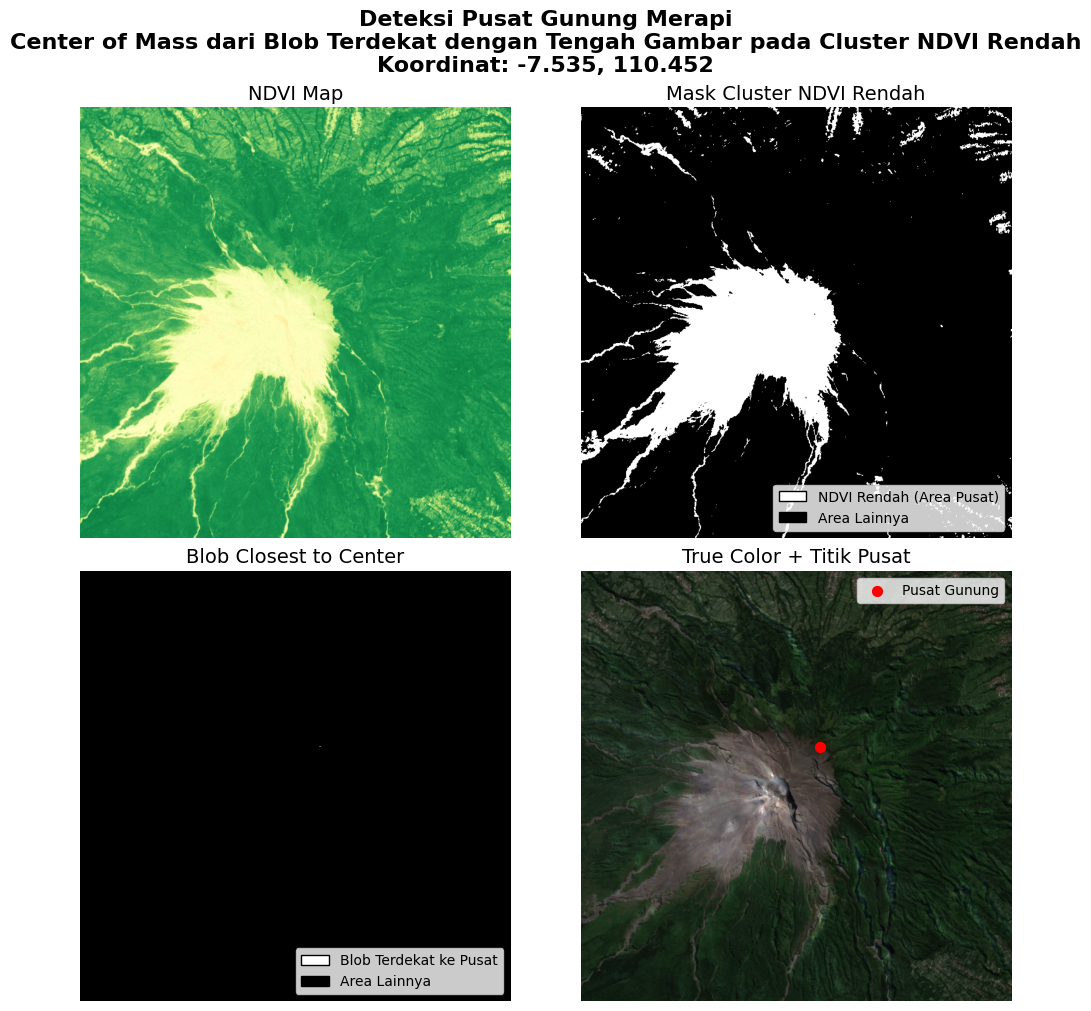 Deteksi Pusat Gunung Merapi
Center of Mass dari Blob Terdekat dengan Tengah Gambar pada Cluster NDVI Rendah
Koordinat: -7.535, 110.452
NDVI Map
Mask Cluster NDVI Rendah
NDVI Rendah (Area Pusat)
Area Lainnya
Blob Closest to Center
True Color + Titik Pusat
Pusat Gunung
Blob Terdekat ke Pusat
Area Lainnya